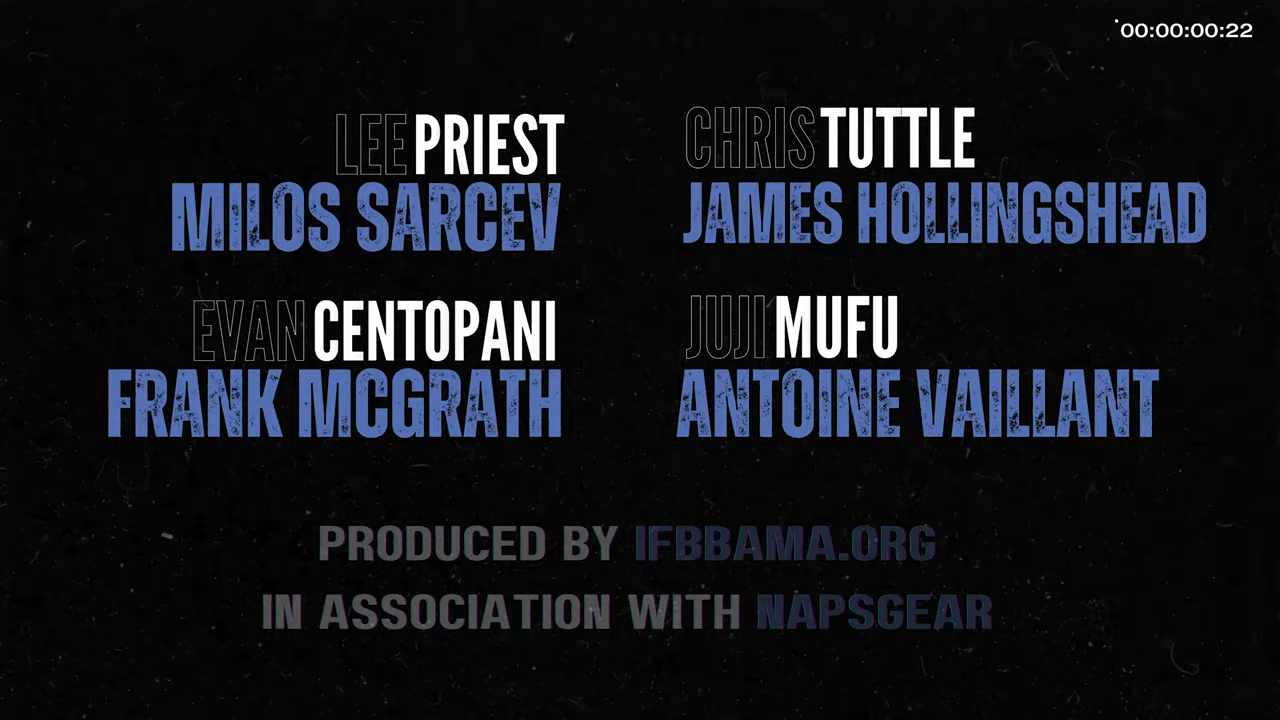 00:00:00:22
LEE PRIEST
MILOS SARCEV
CHRIS TUTTLE
JAMES HOLLINGSHEAD
EVAN CENTOPANI
FRANK MCGRATH
JUJI MUFU
ANTOINE VAILLANT
PRODUCED BY IFBBAMA.ORG
IN ASSOCIATION WITH NAPSGEAR